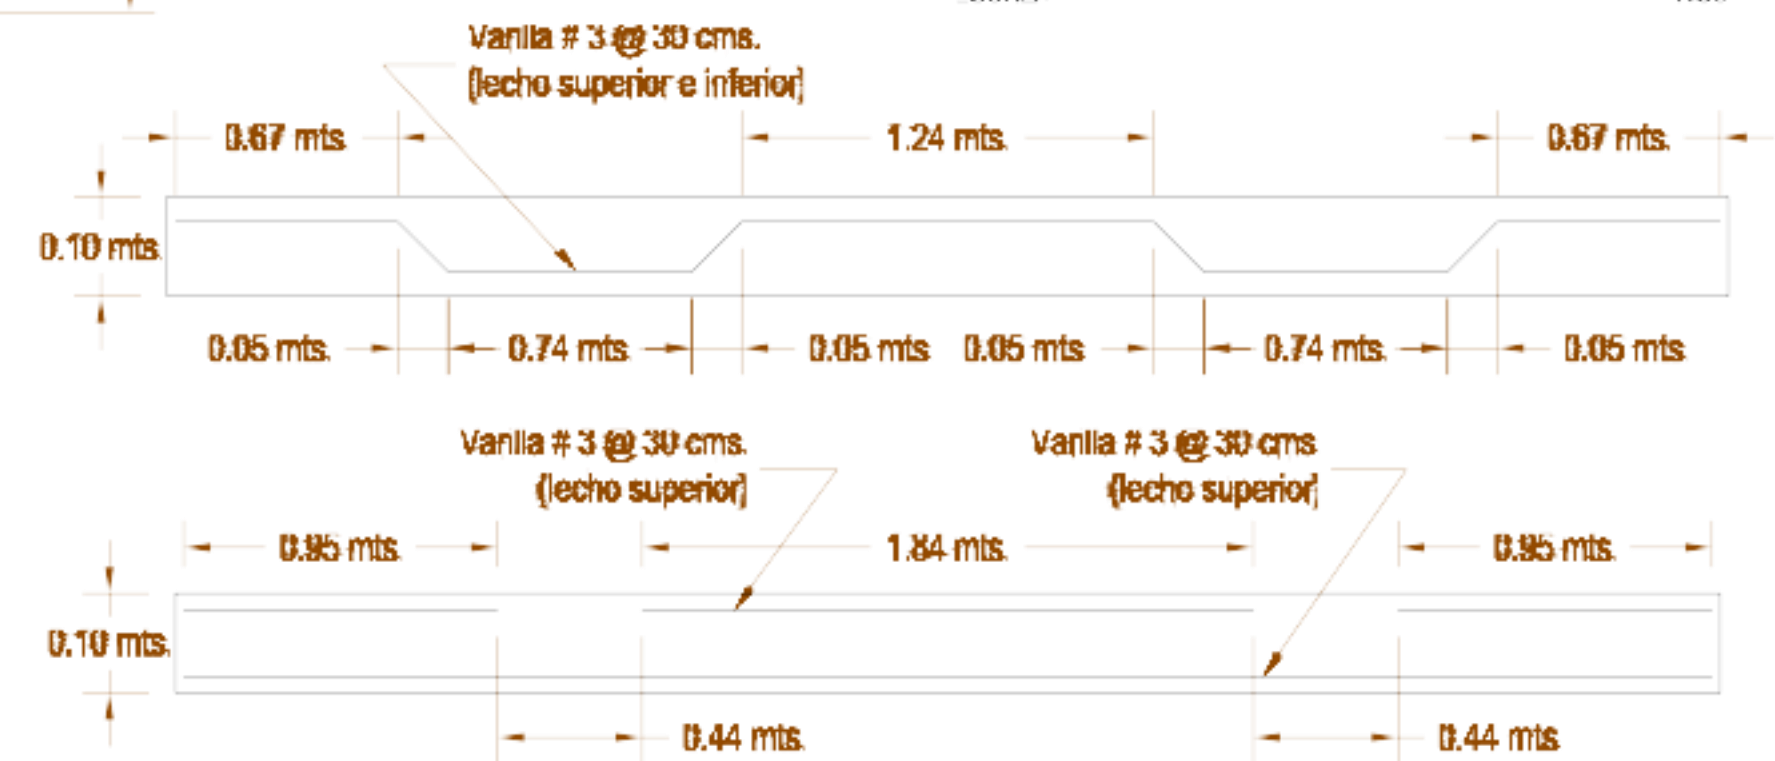 Varilla # 3 @ 30 cms.
(lecho superior e inferior)
0.67 mts.
1.24 mts.
0.67 mts.
0.10 mts.
0.05 mts.
0.74 mts.
0.05 mts.
0.05 mts.
0.74 mts.
0.05 mts.
Varilla # 3 @ 30 cms.
(lecho superior)
Varilla # 3 @ 30 cms.
(lecho superior)
0.95 mts.
1.84 mts.
0.95 mts.
0.10 mts.
0.44 mts.
0.44 mts.